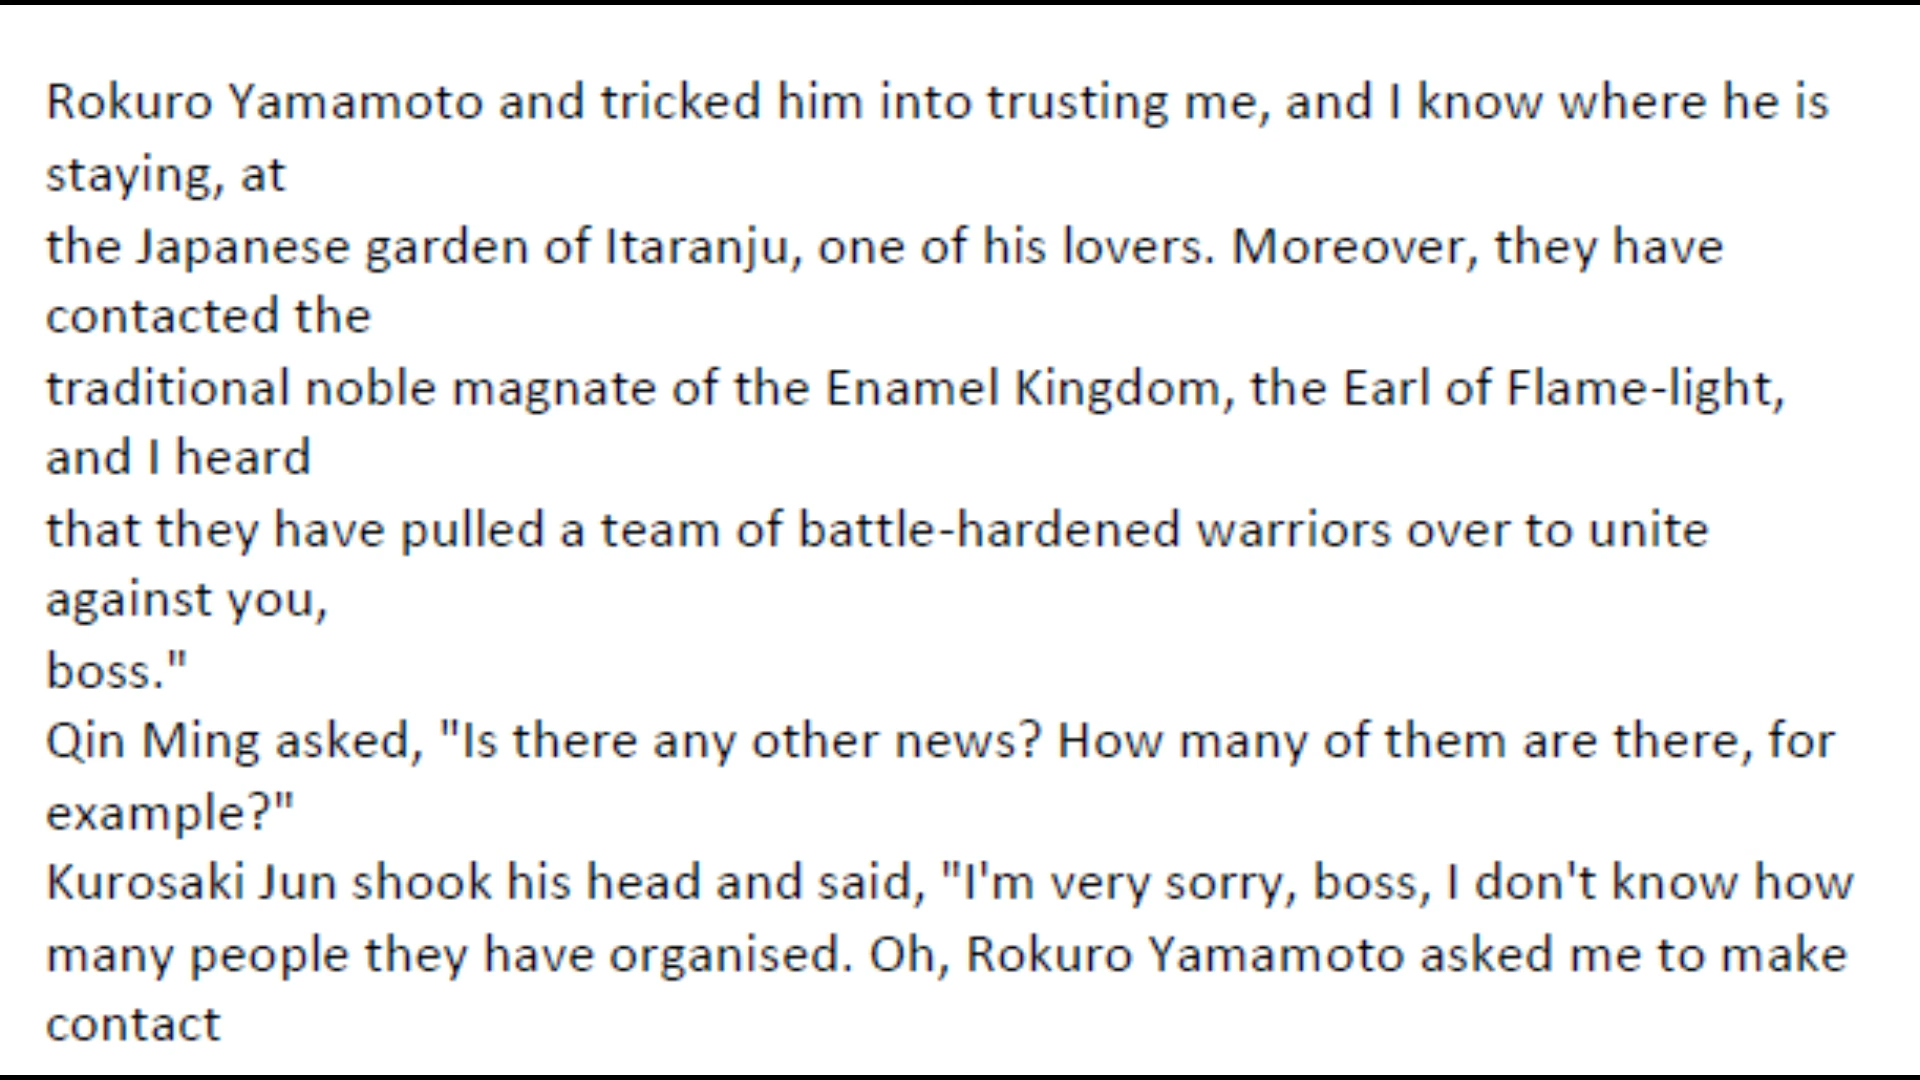 Rokuro Yamamoto and tricked him into trusting me, and I know where he is
staying, at
the Japanese garden of Itaranju, one of his lovers. Moreover, they have
contacted the
traditional noble magnate of the Enamel Kingdom, the Earl of Flame-light,
and I heard
that they have pulled a team of battle-hardened warriors over to unite
against you,
boss."
Qin Ming asked, "Is there any other news? How many of them are there, for
example?"
Kurosaki Jun shook his head and said, "I'm very sorry, boss, I don't know how
many people they have organised. Oh, Rokuro Yamamoto asked me to make
contact